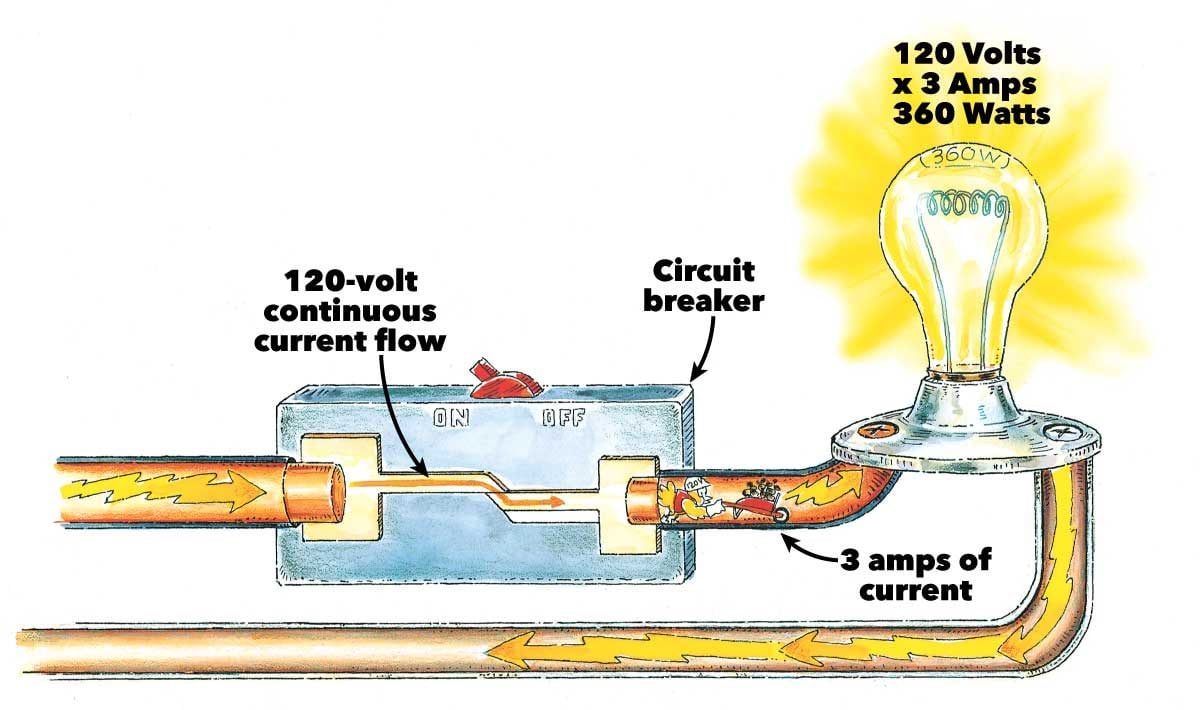 120 Volts
x 3 Amps
360 Watts
(360W)
120-volt
continuous
current flow
Circuit
breaker
ON OFF
120V
3 amps of
current